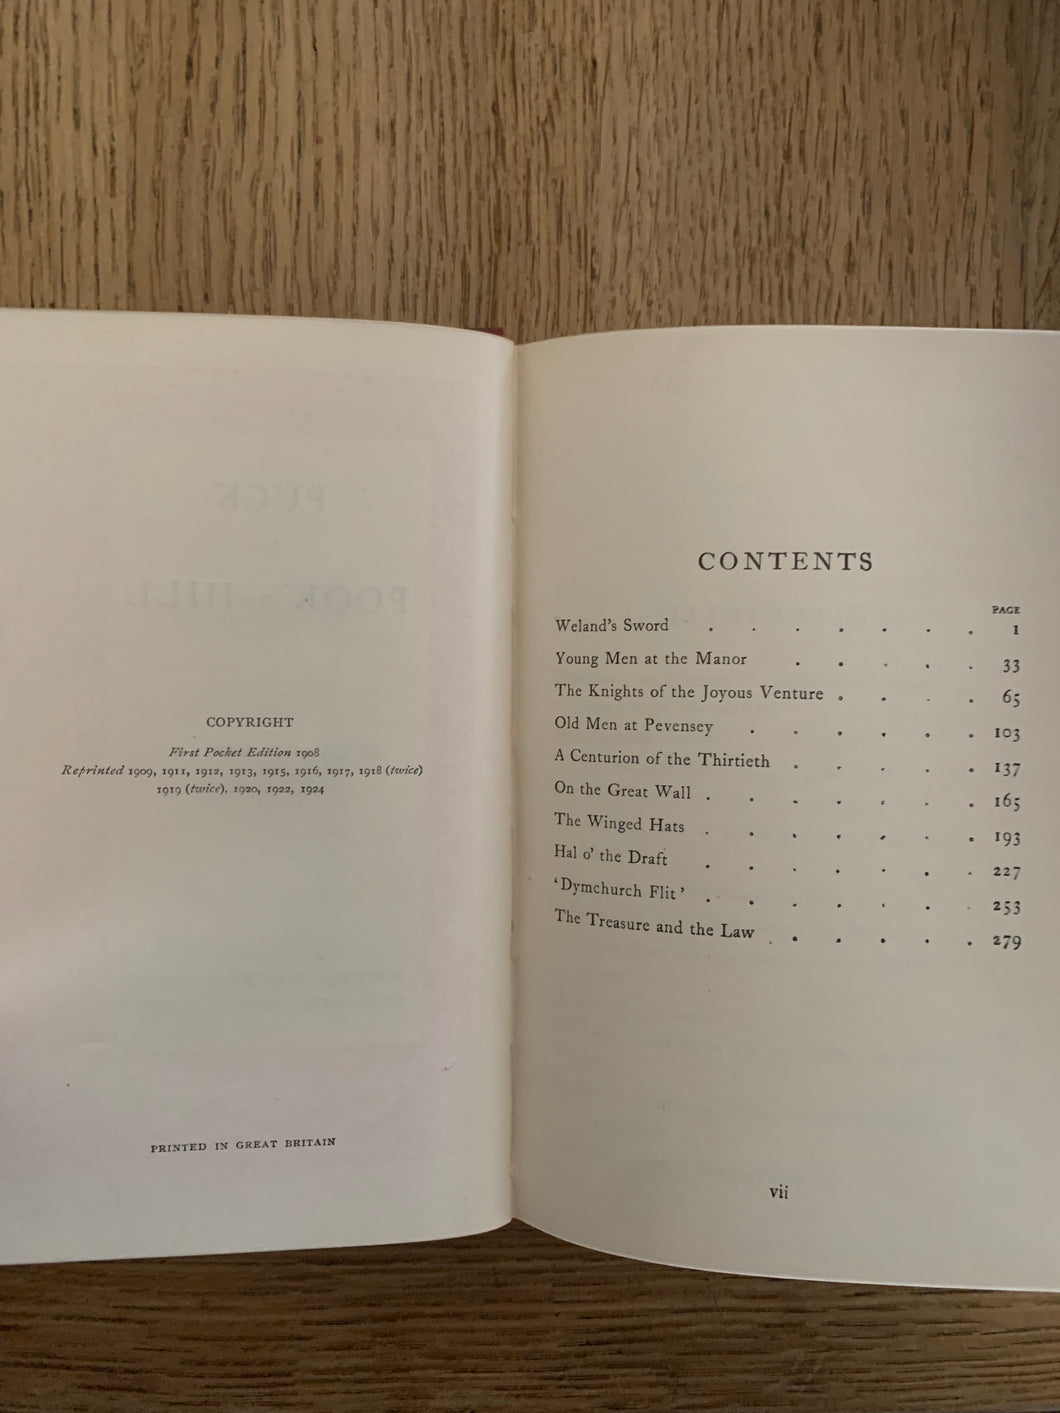 PUCK
POOK'S HILL
COPYRIGHT
First Pocket Edition 1908
Reprinted 1909, 1911, 1912, 1913, 1915, 1916, 1917, 1918 (twice)
1919 (twice). 1920, 1922, 1924
PRINTED IN GREAT BRITAIN
CONTENTS
PAGE
Weland's Sword . . . . . . . 1
Young Men at the Manor . . . . . 33
The Knights of the Joyous Venture . . . . 65
Old Men at Pevensey . . . . . . 103
A Centurion of the Thirtieth . . . . . 137
On the Great Wall . . . . . . . 165
The Winged Hats . . . . . . . 193
Hal o' the Draft . . . . . . . 227
'Dymchurch Flit' . . . . . . . 253
The Treasure and the Law . . . . . . 279
vii